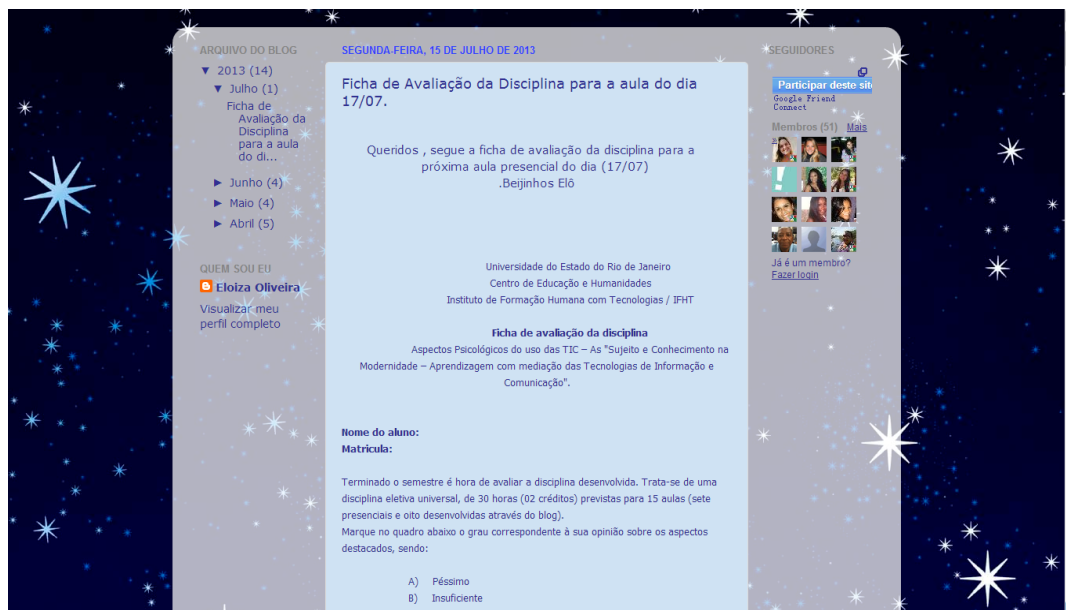 ARQUIVO DO BLOG
▼ 2013 (14)
▼ Julho (1)
Ficha de
Avaliação da
Disciplina
para a aula
do di...
► Junho (4)
► Maio (4)
► Abril (5)
QUEM SOU EU
Eloiza Oliveira
Visualizar meu
perfil completo
SEGUNDA-FEIRA, 15 DE JULHO DE 2013
Ficha de Avaliação da Disciplina para a aula do dia
17/07.
Queridos , segue a ficha de avaliação da disciplina para a
próxima aula presencial do dia (17/07)
.Beijinhos Elô
Universidade do Estado do Rio de Janeiro
Centro de Educação e Humanidades
Instituto de Formação Humana com Tecnologias / IFHT
Ficha de avaliação da disciplina
Aspectos Psicológicos do uso das TIC – As "Sujeito e Conhecimento na
Modernidade – Aprendizagem com mediação das Tecnologias de Informação e
Comunicação".
Nome do aluno:
Matricula:
Terminado o semestre é hora de avaliar a disciplina desenvolvida. Trata-se de uma
disciplina eletiva universal, de 30 horas (02 créditos) previstas para 15 aulas (sete
presenciais e oito desenvolvidas através do blog).
Marque no quadro abaixo o grau correspondente à sua opinião sobre os aspectos
destacados, sendo:
A) Péssimo
B) Insuficiente
SEGUIDORES
Participar deste site
Google Friend
Connect
Membros (51) Mais
Já é um membro?
Fazer login